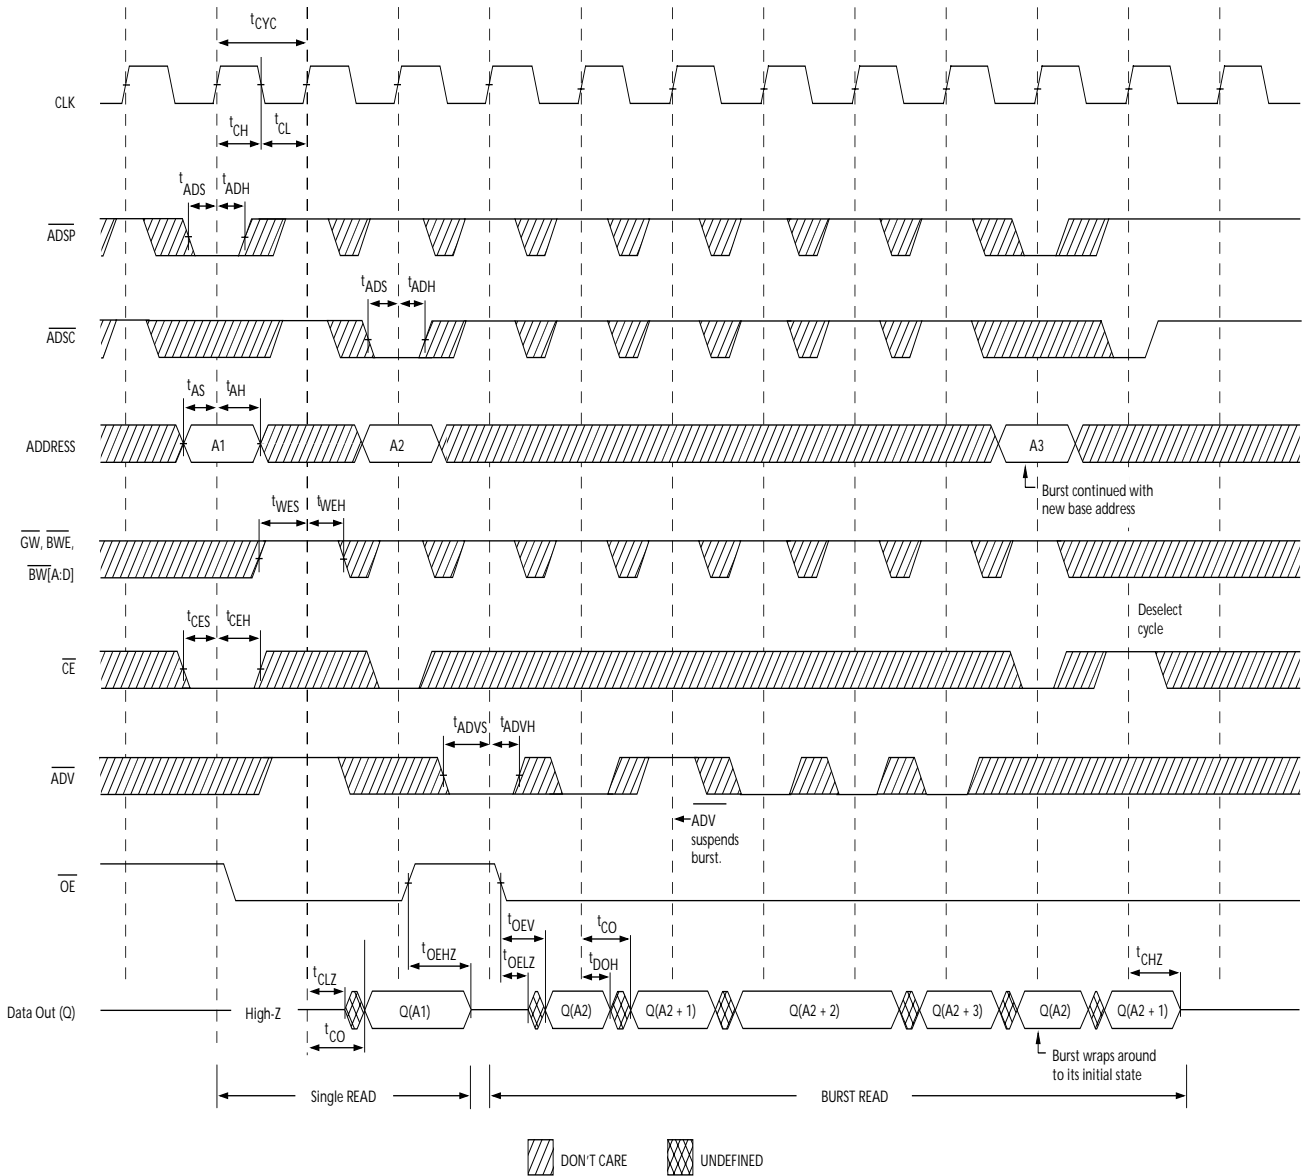 tCYC
CLK
tCH
tCL
tADS
tADH
ADSP
tADS
tADH
ADSC
tAS
tAH
ADDRESS
A1
A2
A3
Burst continued with
new base address
tWES
tWEH
GW, BWE,
BW[A:D]
Deselect
cycle
tCES
tCEH
CE
tADVS
tADVH
ADV
ADV
suspends
burst.
OE
tOEV
tCO
tOEHZ
tOELZ
tDOH
tCHZ
tCLZ
Data Out (Q)
High-Z
Q(A1)
Q(A2)
Q(A2 + 1)
Q(A2 + 2)
Q(A2 + 3)
Q(A2)
Q(A2 + 1)
tCO
Burst wraps around
to its initial state
Single READ
BURST READ
DON'T CARE
UNDEFINED